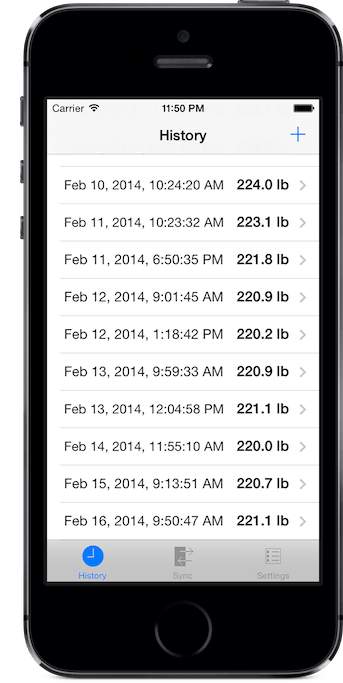 Carrier 11:50 PM
History +
Feb 10, 2014, 10:24:20 AM 224.0 lb
Feb 11, 2014, 10:23:32 AM 223.1 lb
Feb 11, 2014, 6:50:35 PM 221.8 lb
Feb 12, 2014, 9:01:45 AM 220.9 lb
Feb 12, 2014, 1:18:42 PM 220.2 lb
Feb 13, 2014, 9:59:33 AM 220.9 lb
Feb 13, 2014, 12:04:58 PM 221.1 lb
Feb 14, 2014, 11:55:10 AM 220.0 lb
Feb 15, 2014, 9:13:51 AM 220.7 lb
Feb 16, 2014, 9:50:47 AM 221.1 lb
History Sync Settings